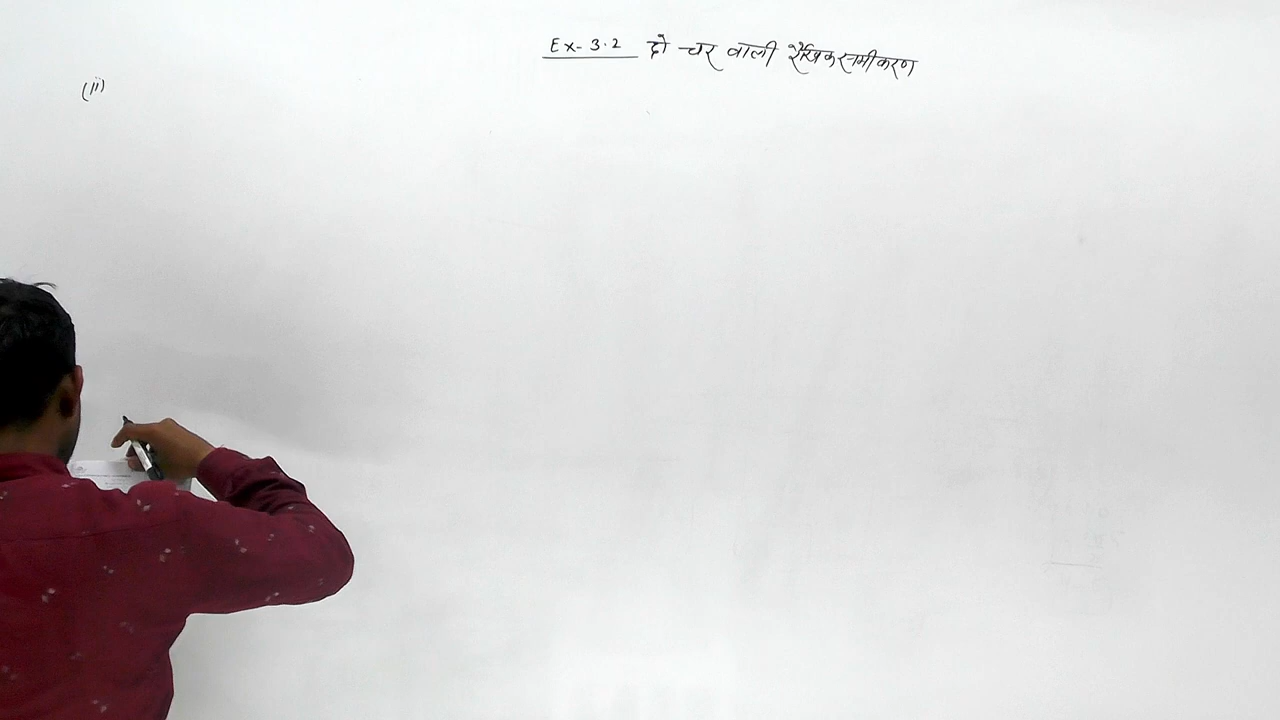 Ex- 3.2 दो चर वाली रैखिक समीकरण
(ii)